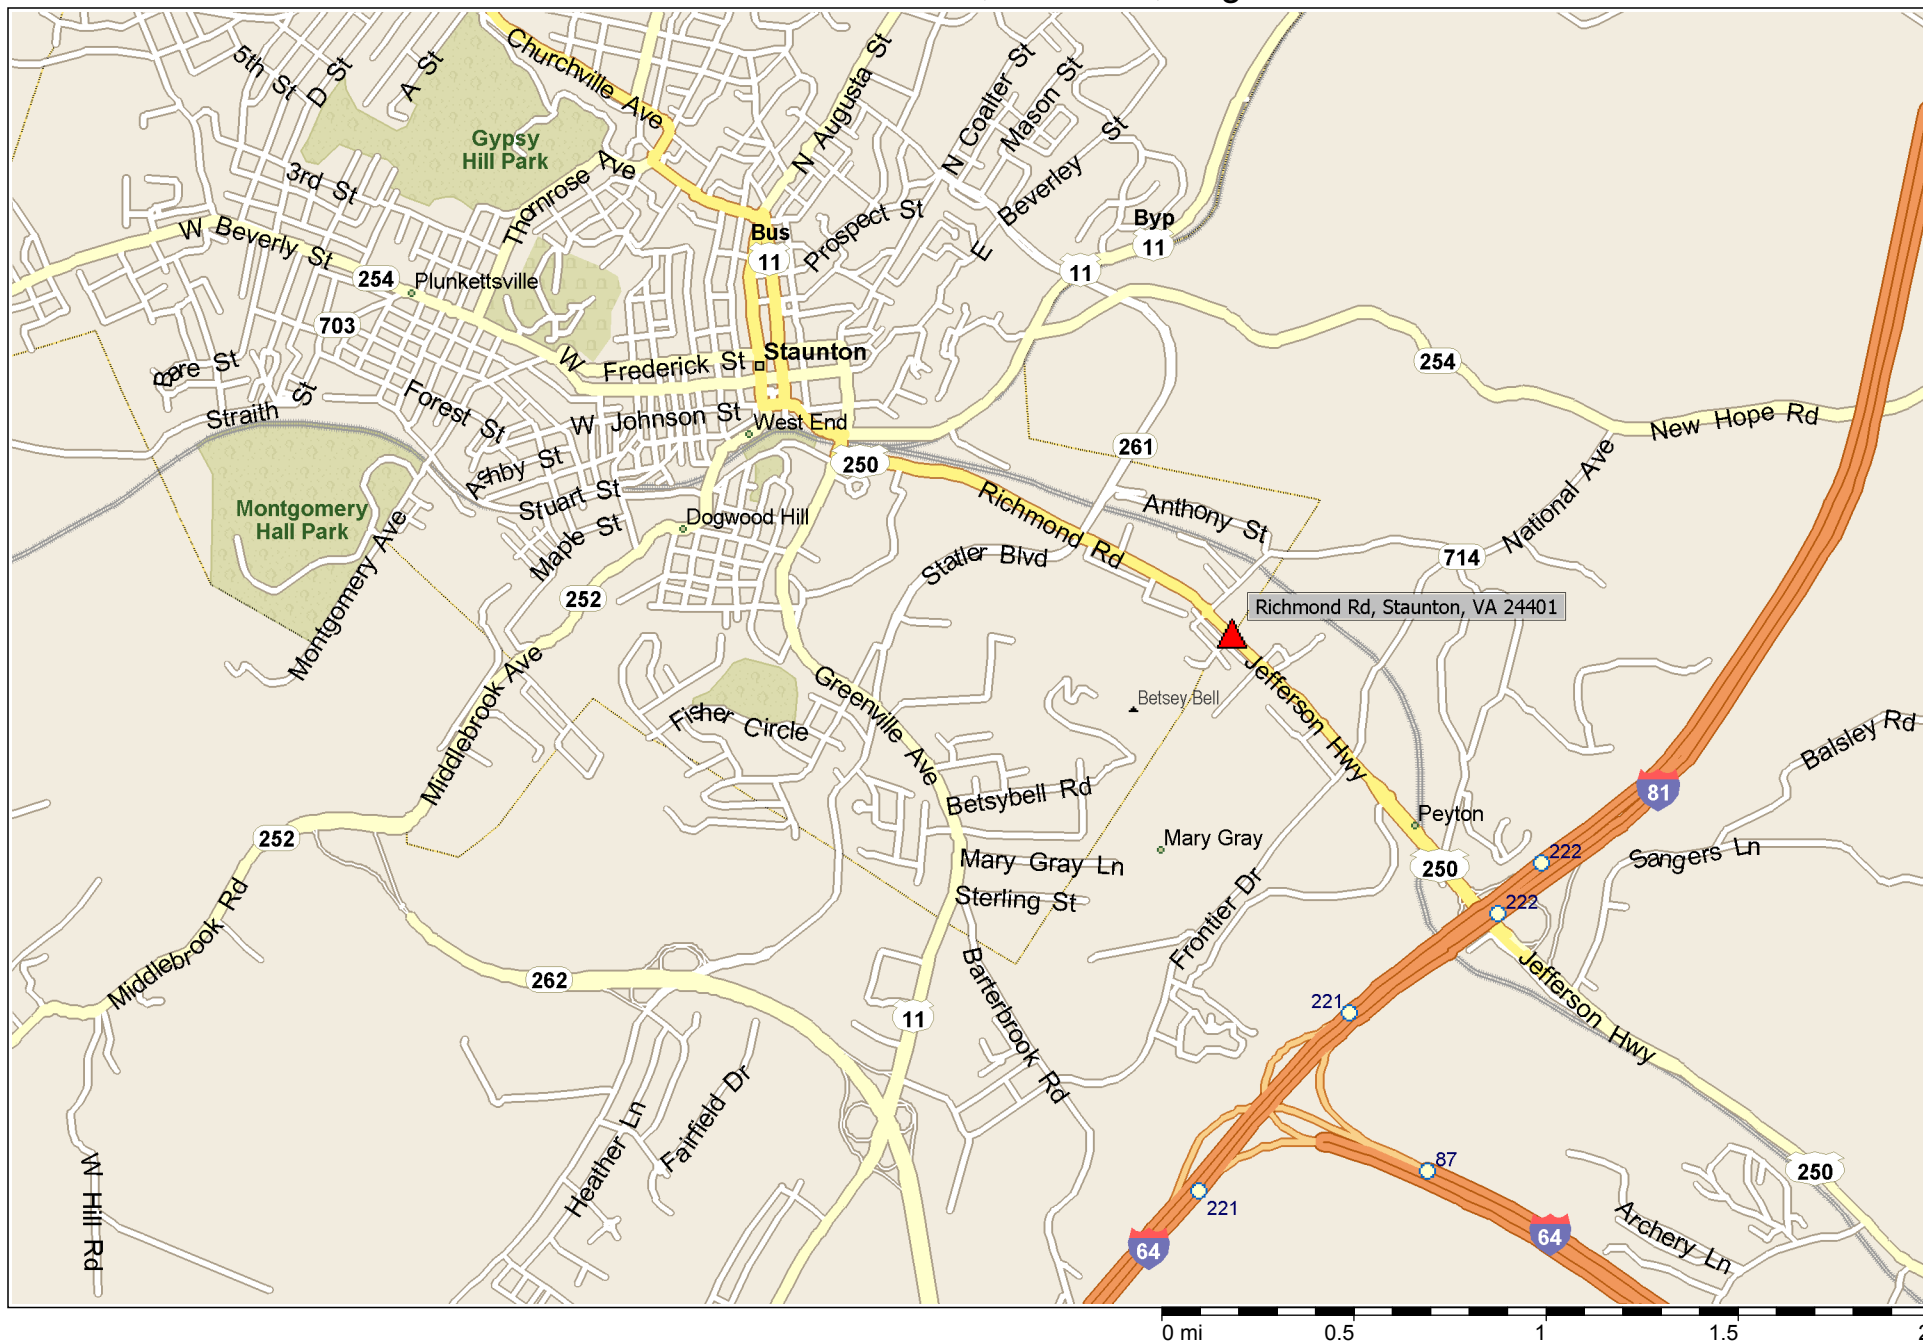 Churchville Ave
5th St
D St
A St
N Augusta St
N Coalter St
Mason St
Gypsy
Hill Park
E Beverley St
3rd St
Thornrose Ave
Prospect St
W Beverly St
Bus
11
Byp
11
11
254
Plunkettsville
703
254
Staunton
W Frederick St
Bare St
Straith St
Forest St
W Johnson St
West End
New Hope Rd
261
250
Ashby St
Stuart St
Richmond Rd
Anthony St
National Ave
Montgomery
Hall Park
Dogwood Hill
Maple St
Statler Blvd
714
Montgomery Ave
252
Richmond Rd, Staunton, VA 24401
Middlebrook Ave
Greenville Ave
Jefferson Hwy
Betsey Bell
Fisher Circle
Balsley Rd
81
Betsybell Rd
Peyton
252
Mary Gray
Mary Gray Ln
250
222
Sangers Ln
Sterling St
222
Frontier Dr
Middlebrook Rd
262
Barterbrook Rd
Jefferson Hwy
221
11
Fairfield Dr
Heather Ln
87
250
W Hill Rd
221
Archery Ln
64
64
0 mi
0.5
1
1.5